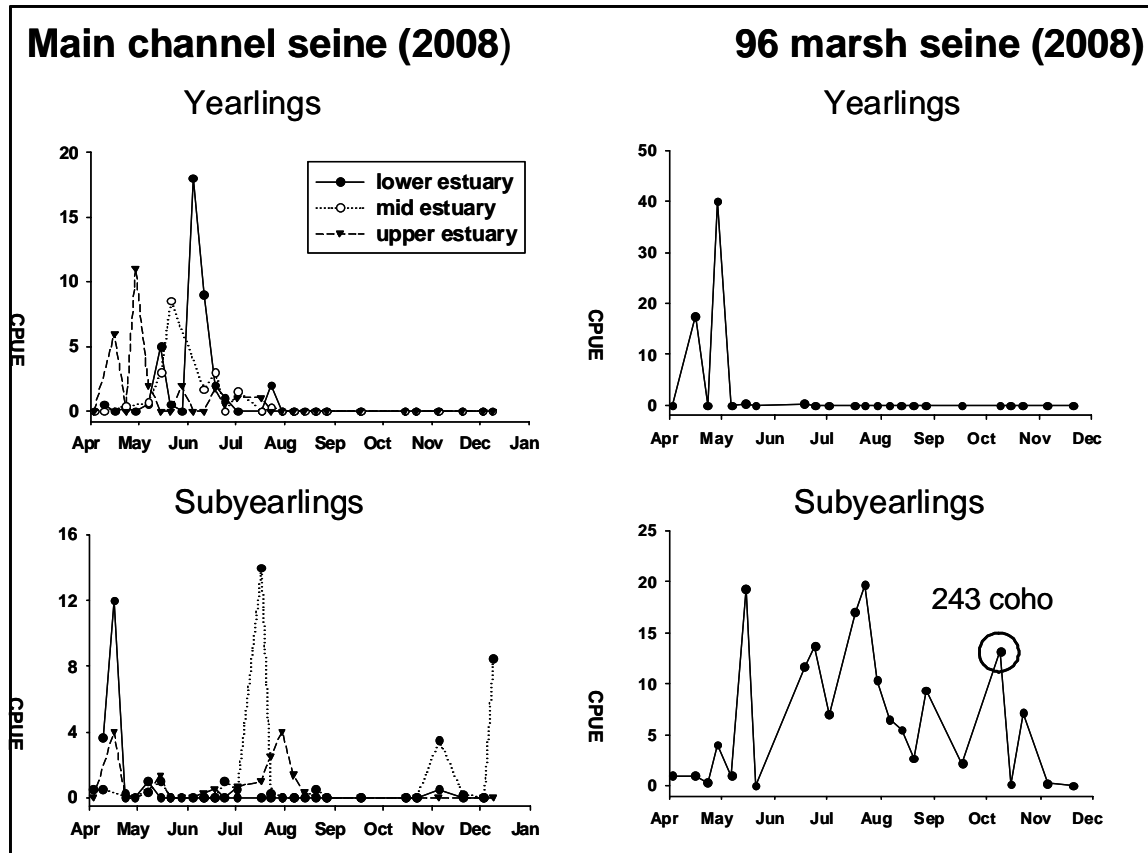 Main channel seine (2008)
96 marsh seine (2008)
Yearlings
20
15
10
5
0
CPUE
Apr May Jun Jul Aug Sep Oct Nov Dec Jan
lower estuary
mid estuary
upper estuary
Yearlings
50
40
30
20
10
0
CPUE
Apr May Jun Jul Aug Sep Oct Nov Dec
Subyearlings
16
12
8
4
0
CPUE
Apr May Jun Jul Aug Sep Oct Nov Dec Jan
Subyearlings
25
20
15
10
5
0
CPUE
243 coho
Apr May Jun Jul Aug Sep Oct Nov Dec